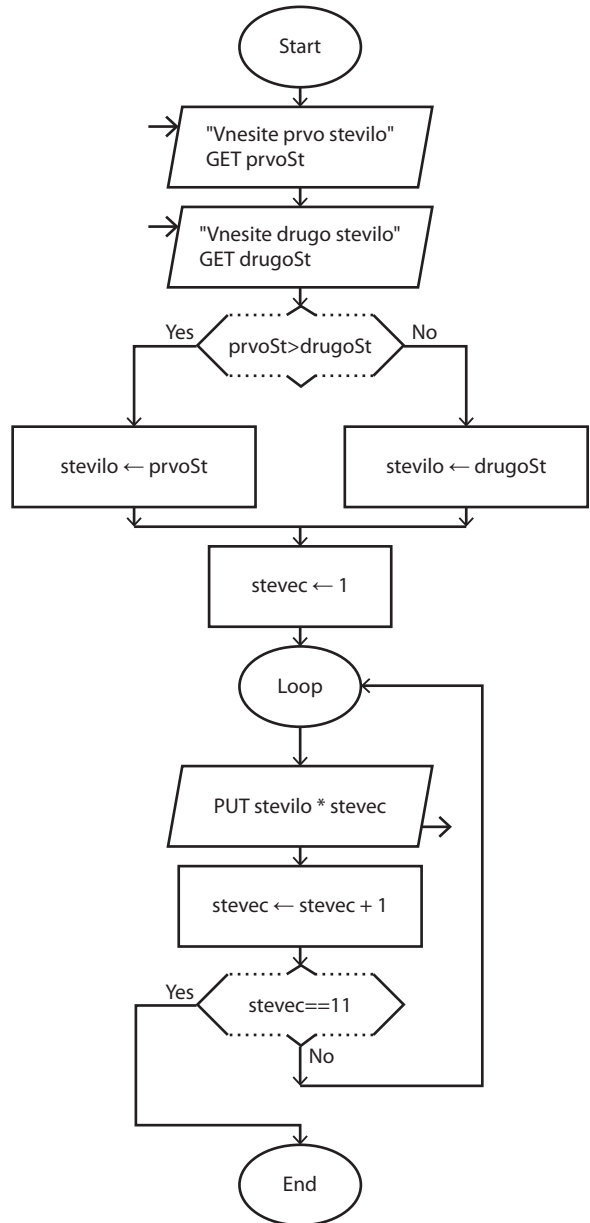 Start
"Vnesite prvo stevilo"
GET prvoSt
"Vnesite drugo stevilo"
GET drugoSt
Yes
prvoSt>drugoSt
No
stevilo ← prvoSt
stevilo ← drugoSt
stevec ← 1
Loop
PUT stevilo * stevec
stevec ← stevec + 1
Yes
stevec==11
No
End